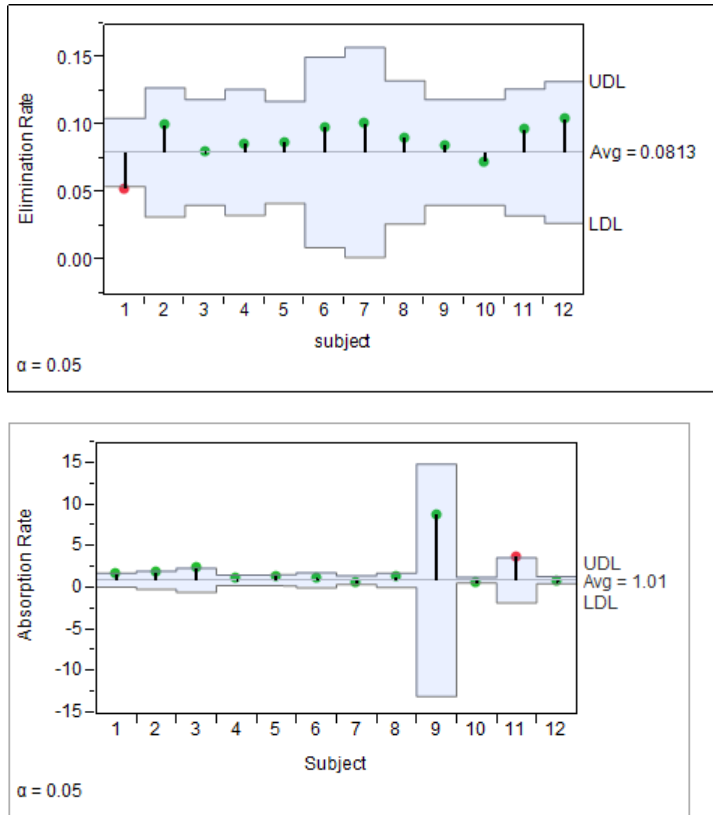 0.15
UDL
0.10
Avg = 0.0813
0.05
LDL
0.00
Elimination Rate
1 2 3 4 5 6 7 8 9 10 11 12
subject
α = 0.05
15
10
5
UDL
0
Avg = 1.01
LDL
-5
-10
-15
Absorption Rate
1 2 3 4 5 6 7 8 9 10 11 12
Subject
α = 0.05